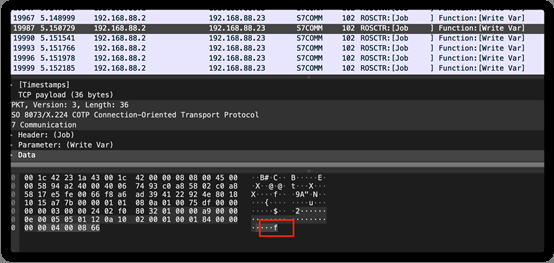 19967 5.148999 192.168.88.2 192.168.88.23 S7COMM 102 ROSCTR:[Job ] Function:[Write Var]
19987 5.150729 192.168.88.2 192.168.88.23 S7COMM 102 ROSCTR:[Job ] Function:[Write Var]
19990 5.151541 192.168.88.2 192.168.88.23 S7COMM 102 ROSCTR:[Job ] Function:[Write Var]
19993 5.151766 192.168.88.2 192.168.88.23 S7COMM 102 ROSCTR:[Job ] Function:[Write Var]
19996 5.151978 192.168.88.2 192.168.88.23 S7COMM 102 ROSCTR:[Job ] Function:[Write Var]
19999 5.152185 192.168.88.2 192.168.88.23 S7COMM 102 ROSCTR:[Job ] Function:[Write Var]
[Timestamps]
TCP payload (36 bytes)
PKT, Version: 3, Length: 36
SO 8073/X.224 COTP Connection-Oriented Transport Protocol
7 Communication
Header: (Job)
Parameter: (Write Var)
Data
00 1c 42 23 1a 43 00 1c 42 00 00 08 08 00 45 00 ··B#·C·· B·····E·
00 58 94 a2 40 00 40 06 74 93 c0 a8 58 02 c0 a8 ·X··@·@· t···X···
58 17 e5 fe 00 66 f8 a6 ad 39 41 22 92 4e 80 18 X····f·· ·9A"·N··
10 15 a7 7b 00 00 01 01 08 0a 01 00 75 df 00 00 ···{···· ····u···
00 00 03 00 00 24 02 f0 80 32 01 00 00 a9 00 00 ·····$·· ·2······
0e 00 05 05 01 12 0a 10 02 00 01 00 01 84 00 00
00 00 04 00 08 66 ·····f